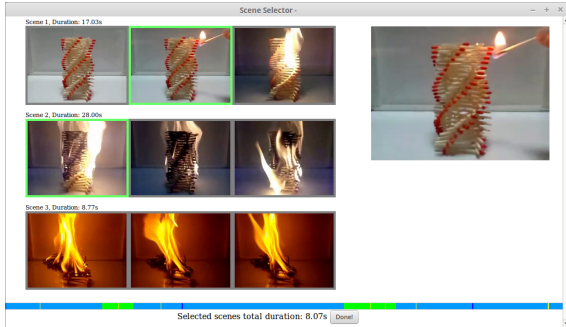 Scene Selector -
Scene 1, Duration: 17.03s
Scene 2, Duration: 28.00s
Scene 3, Duration: 8.77s
Selected scenes total duration: 8.07s Done!